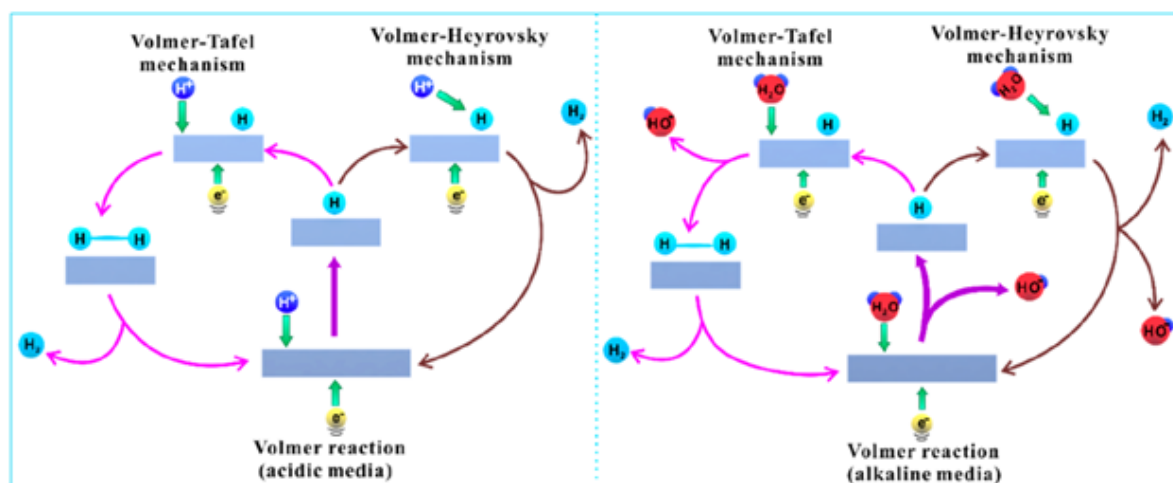 Volmer-Tafel
mechanism
Volmer-Heyrovsky
mechanism
H⁺
H
H⁺
H
H₂
e⁻
e⁻
H
H H
H⁺
H₂
e⁻
Volmer reaction
(acidic media)
Volmer-Tafel
mechanism
Volmer-Heyrovsky
mechanism
H₂O
H₂O
HO⁻
H
H
H₂
e⁻
e⁻
H
H H
H₂O
HO⁻
HO⁻
H₂
e⁻
Volmer reaction
(alkaline media)